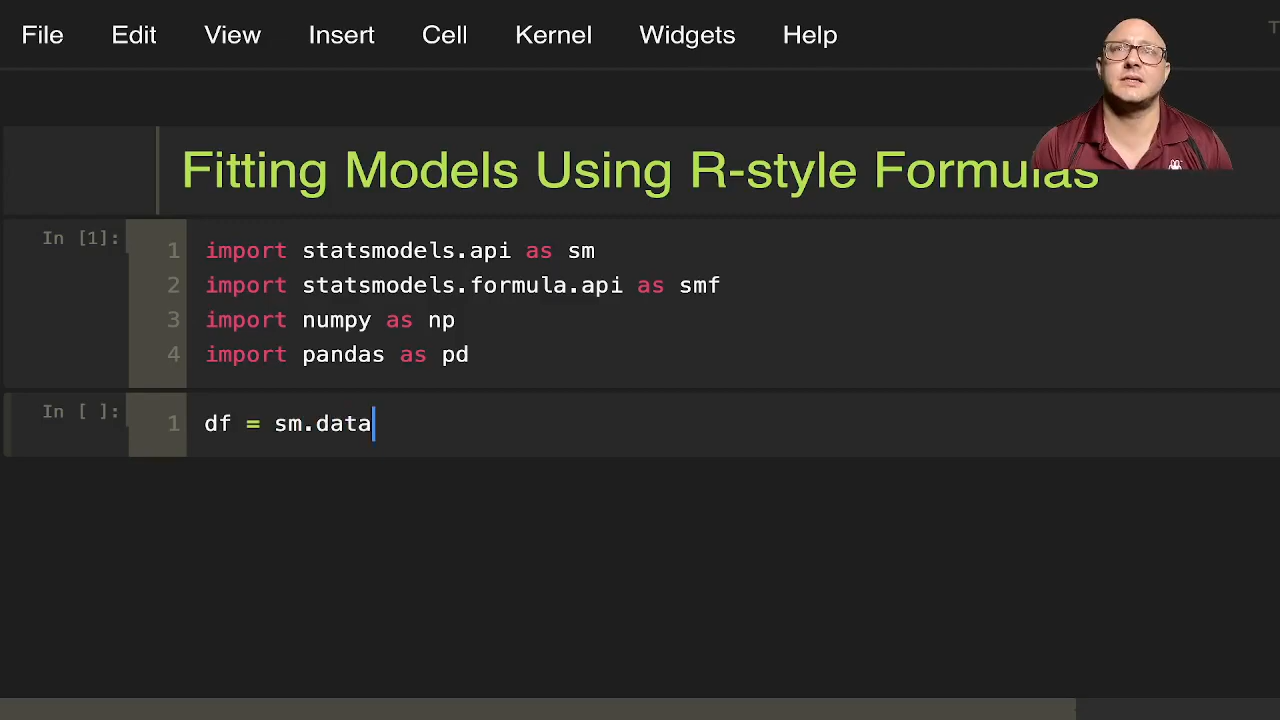 File Edit View Insert Cell Kernel Widgets Help
Fitting Models Using R-style Formulas
In [1]:
1 import statsmodels.api as sm
2 import statsmodels.formula.api as smf
3 import numpy as np
4 import pandas as pd
In [ ]:
1 df = sm.data